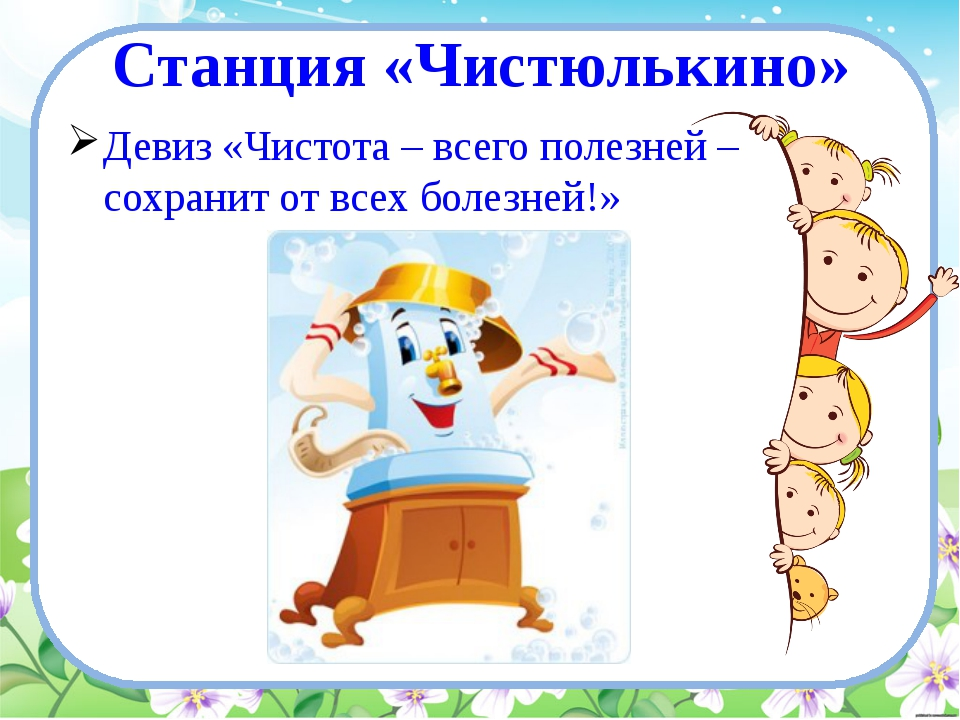 Станция «Чистюлькино»
Девиз «Чистота – всего полезней –
сохранит от всех болезней!»